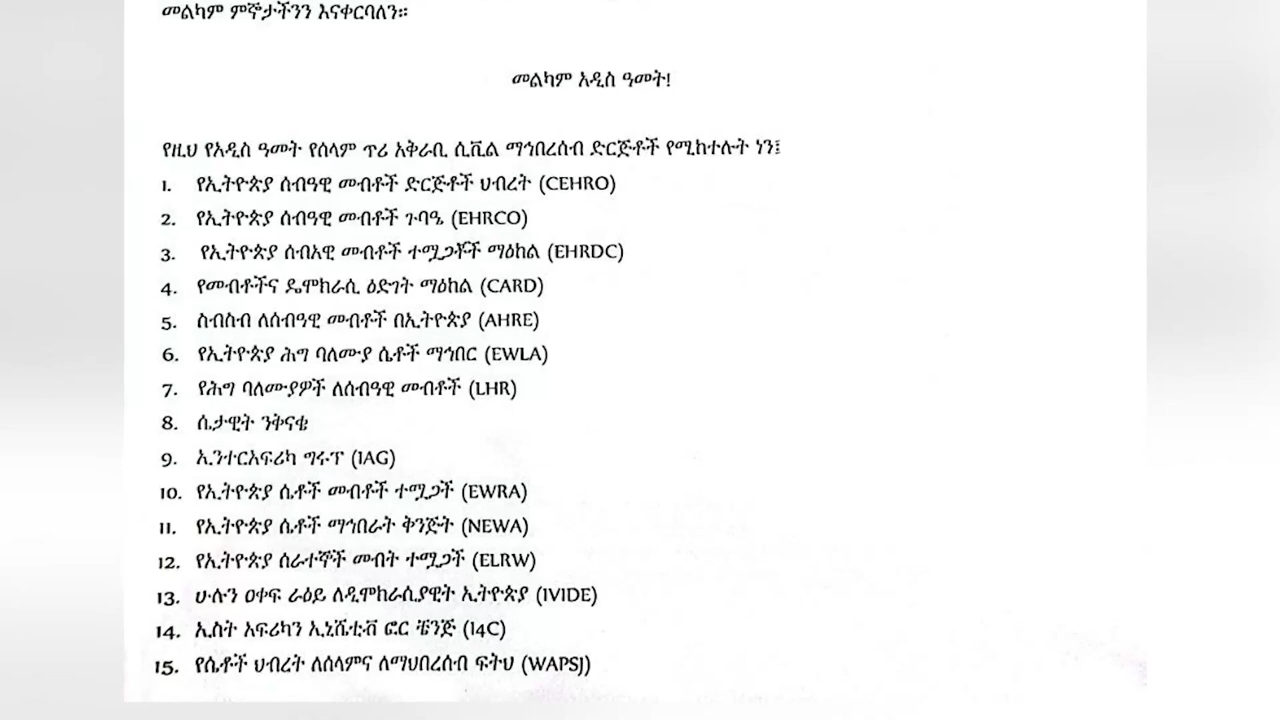 መልካም ምኞታችንን እናቀርባለን።
መልካም አዲስ ዓመት!
የዚህ የአዲስ ዓመት የሰላም ጥሪ አቅራቢ ሲቪል ማኅበረሰብ ድርጅቶች የሚከተሉት ነን፤
1. የኢትዮጵያ ሰብዓዊ መብቶች ድርጅቶች ህብረት (CEHRO)
2. የኢትዮጵያ ሰብዓዊ መብቶች ጉባዔ (EHRCO)
3. የኢትዮጵያ ሰብአዊ መብቶች ተሟጋቾች ማዕከል (EHRDC)
4. የመብቶችና ዴሞክራሲ ዕድገት ማዕከል (CARD)
5. ስብስብ ለሰብዓዊ መብቶች በኢትዮጵያ (AHRE)
6. የኢትዮጵያ ሕግ ባለሙያ ሴቶች ማኅበር (EWLA)
7. የሕግ ባለሙያዎች ለሰብዓዊ መብቶች (LHR)
8. ሴታዊት ንቅናቄ
9. ኢንተርአፍሪካ ግሩፕ (IAG)
10. የኢትዮጵያ ሴቶች መብቶች ተሟጋች (EWRA)
11. የኢትዮጵያ ሴቶች ማኅበራት ቅንጅት (NEWA)
12. የኢትዮጵያ ሰራተኞች መብት ተሟጋች (ELRW)
13. ሁሉን ዐቀፍ ራዕይ ለዲሞክራሲያዊት ኢትዮጵያ (IVIDE)
14. ኢስት አፍሪካን ኢኒሼቲቭ ፎር ቼንጅ (I4C)
15. የሴቶች ህብረት ለሰላምና ለማህበረሰብ ፍትህ (WAPSJ)